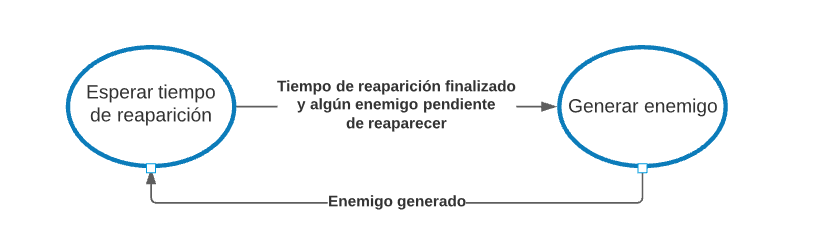 Esperar tiempo
de reaparición
Tiempo de reaparición finalizado
y algún enemigo pendiente
de reaparecer
Generar enemigo
Enemigo generado